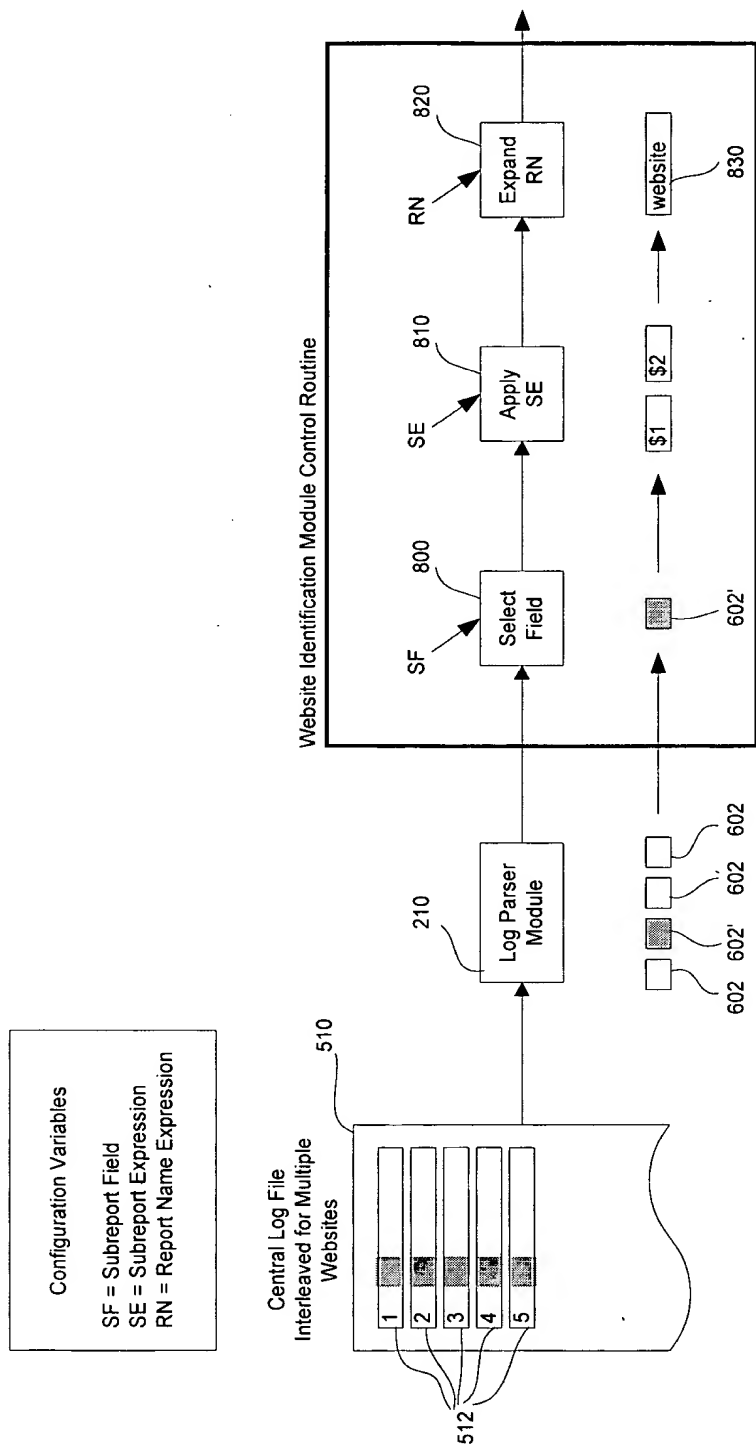 Configuration Variables
SF = Subreport Field
SE = Subreport Expression
RN = Report Name Expression
Central Log File
Interleaved for Multiple
Websites
510
1
2
3
4
5
512
210
Log Parser
Module
602
602'
602
602
Website Identification Module Control Routine
SF
800
Select
Field
SE
810
Apply
SE
RN
820
Expand
RN
602'
$1
$2
website
830